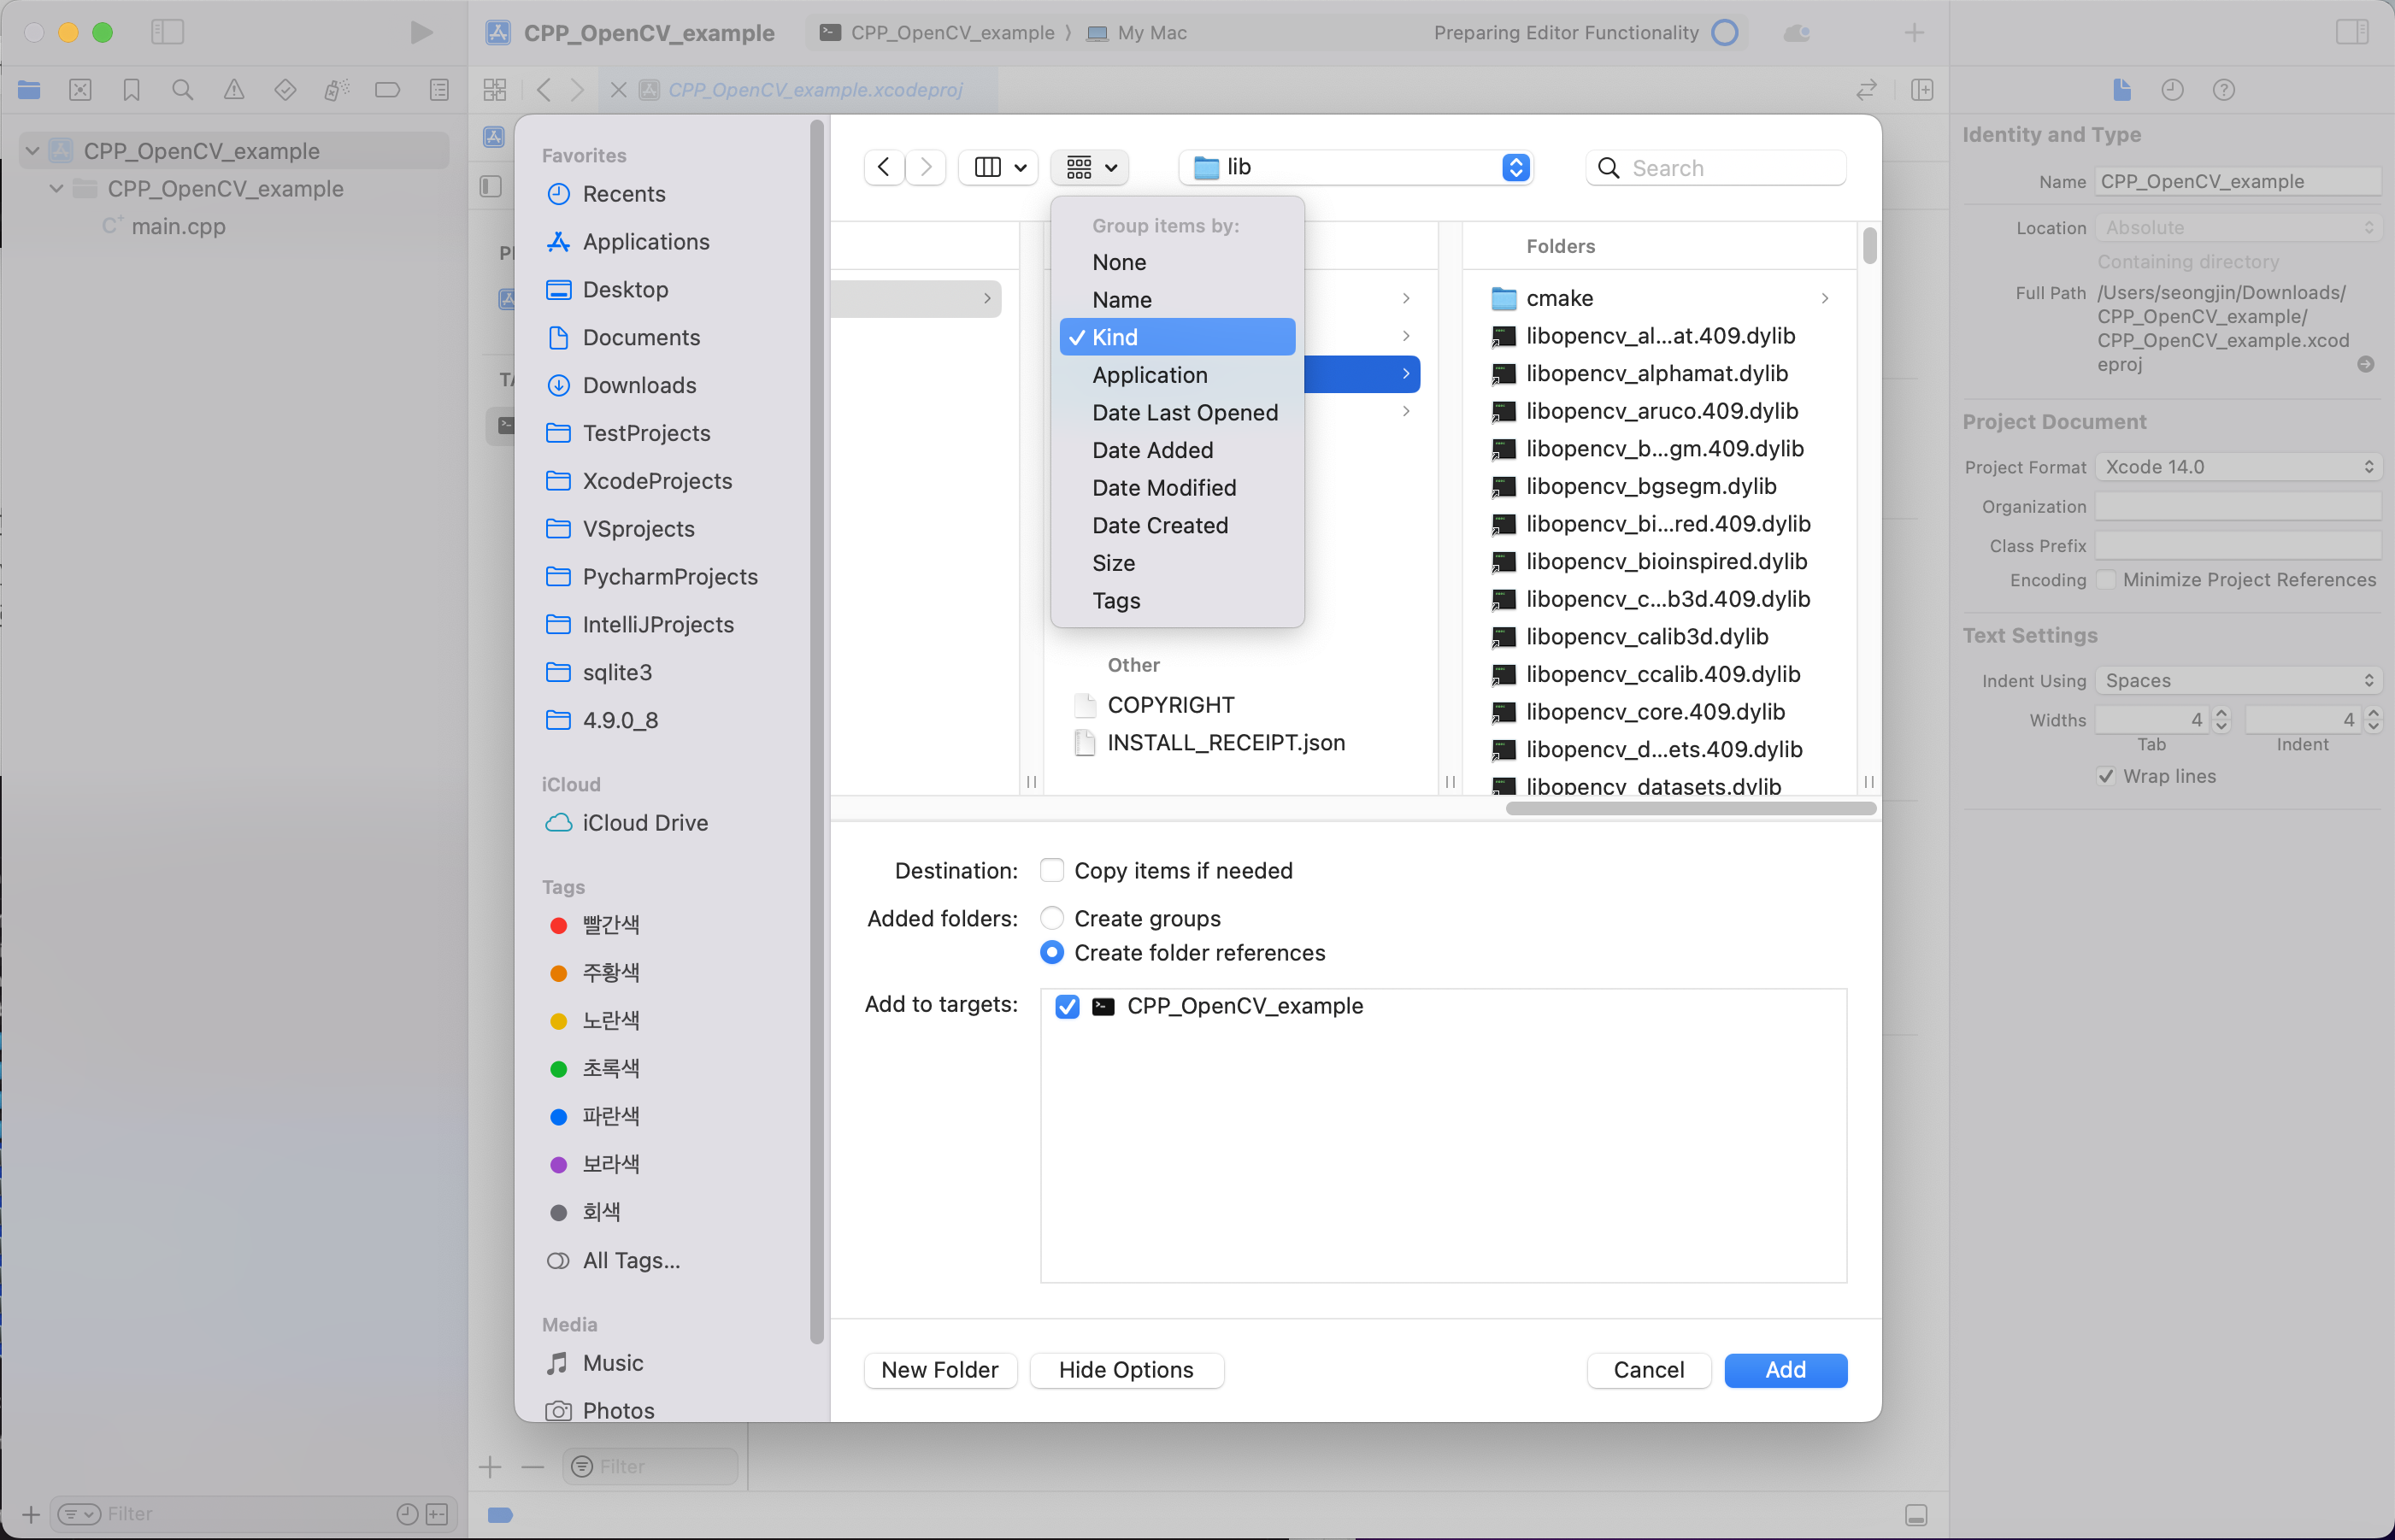 CPP_OpenCV_example
CPP_OpenCV_example
My Mac
Preparing Editor Functionality
CPP_OpenCV_example.xcodeproj
CPP_OpenCV_example
CPP_OpenCV_example
main.cpp
Filter
Favorites
Recents
Applications
Desktop
Documents
Downloads
TestProjects
XcodeProjects
VSprojects
PycharmProjects
IntelliJProjects
sqlite3
4.9.0_8
iCloud
iCloud Drive
Tags
빨간색
주황색
노란색
초록색
파란색
보라색
회색
All Tags...
Media
Music
Photos
lib
Search
Group items by:
None
Name
Kind
Application
Date Last Opened
Date Added
Date Modified
Date Created
Size
Tags
Other
COPYRIGHT
INSTALL_RECEIPT.json
Folders
cmake
libopencv_al...at.409.dylib
libopencv_alphamat.dylib
libopencv_aruco.409.dylib
libopencv_b...gm.409.dylib
libopencv_bgsegm.dylib
libopencv_bi...red.409.dylib
libopencv_bioinspired.dylib
libopencv_c...b3d.409.dylib
libopencv_calib3d.dylib
libopencv_ccalib.409.dylib
libopencv_core.409.dylib
libopencv_d...ets.409.dylib
libopencv_datasets.dylib
Destination:
Copy items if needed
Added folders:
Create groups
Create folder references
Add to targets:
CPP_OpenCV_example
New Folder
Hide Options
Cancel
Add
Filter
Identity and Type
Name CPP_OpenCV_example
Location Absolute
Containing directory
Full Path /Users/seongjin/Downloads/
CPP_OpenCV_example/
CPP_OpenCV_example.xcod
eproj
Project Document
Project Format Xcode 14.0
Organization
Class Prefix
Encoding Minimize Project References
Text Settings
Indent Using Spaces
Widths 4 4
Tab Indent
Wrap lines